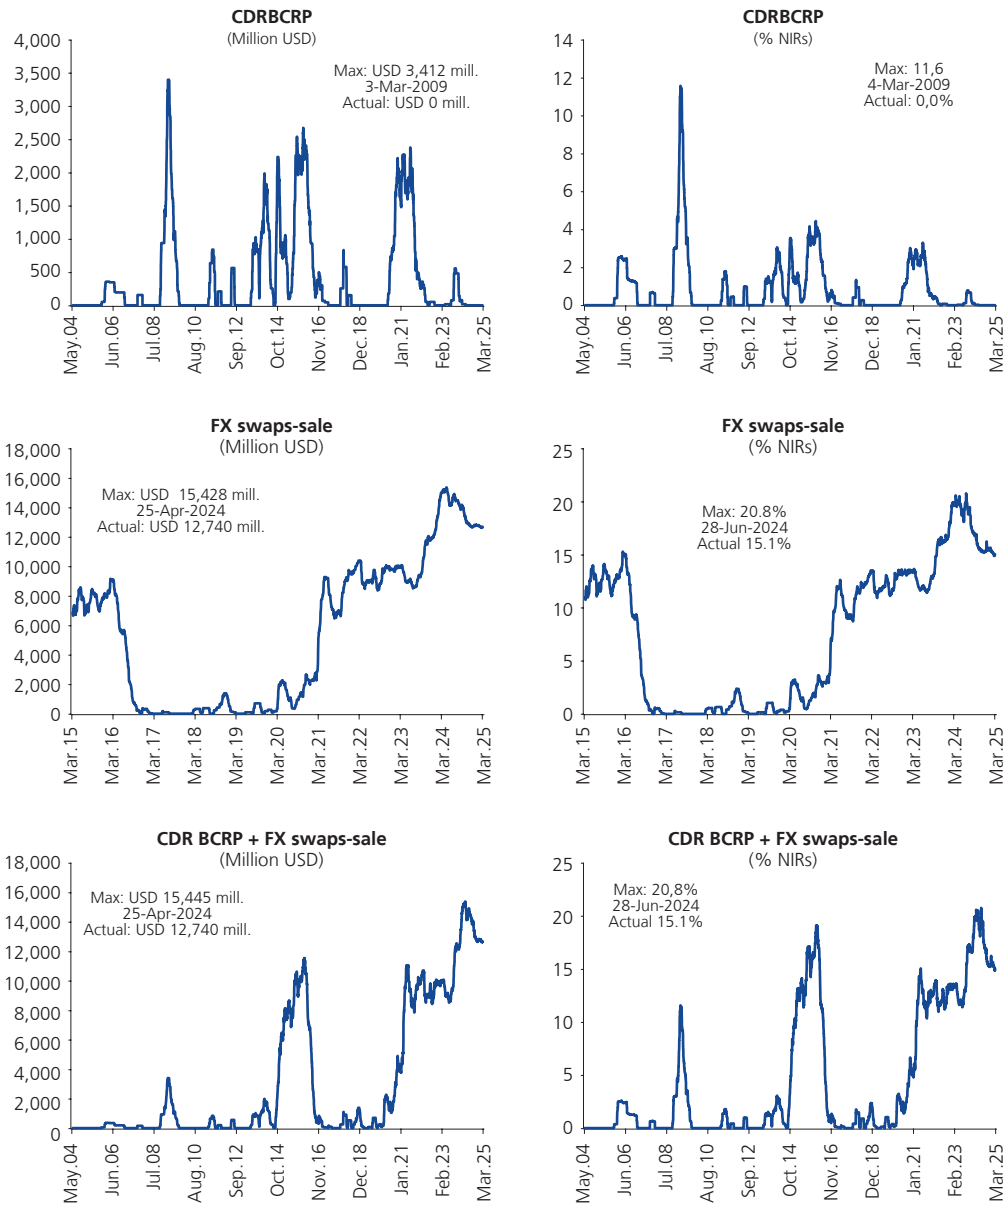 CDRBCRP
(Million USD)
4,000
3,500
3,000
2,500
2,000
1,500
1,000
500
0
Max: USD 3,412 mill.
3-Mar-2009
Actual: USD 0 mill.
May.04
Jun.06
Jul.08
Aug.10
Sep.12
Oct.14
Nov.16
Dec.18
Jan.21
Feb.23
Mar.25
CDRBCRP
(% NIRs)
14
12
10
8
6
4
2
0
Max: 11,6
4-Mar-2009
Actual: 0,0%
May.04
Jun.06
Jul.08
Aug.10
Sep.12
Oct.14
Nov.16
Dec.18
Jan.21
Feb.23
Mar.25
FX swaps-sale
(Million USD)
18,000
16,000
14,000
12,000
10,000
8,000
6,000
4,000
2,000
0
Max: USD 15,428 mill.
25-Apr-2024
Actual: USD 12,740 mill.
Mar.15
Mar.16
Mar.17
Mar.18
Mar.19
Mar.20
Mar.21
Mar.22
Mar.23
Mar.24
Mar.25
FX swaps-sale
(% NIRs)
25
20
15
10
5
0
Max: 20.8%
28-Jun-2024
Actual 15.1%
Mar.15
Mar.16
Mar.17
Mar.18
Mar.19
Mar.20
Mar.21
Mar.22
Mar.23
Mar.24
Mar.25
CDR BCRP + FX swaps-sale
(Million USD)
18,000
16,000
14,000
12,000
10,000
8,000
6,000
4,000
2,000
0
Max: USD 15,445 mill.
25-Apr-2024
Actual: USD 12,740 mill.
May.04
Jun.06
Jul.08
Aug.10
Sep.12
Oct.14
Nov.16
Dec.18
Jan.21
Feb.23
Mar.25
CDR BCRP + FX swaps-sale
(% NIRs)
25
20
15
10
5
0
Max: 20,8%
28-Jun-2024
Actual 15.1%
May.04
Jun.06
Jul.08
Aug.10
Sep.12
Oct.14
Nov.16
Dec.18
Jan.21
Feb.23
Mar.25